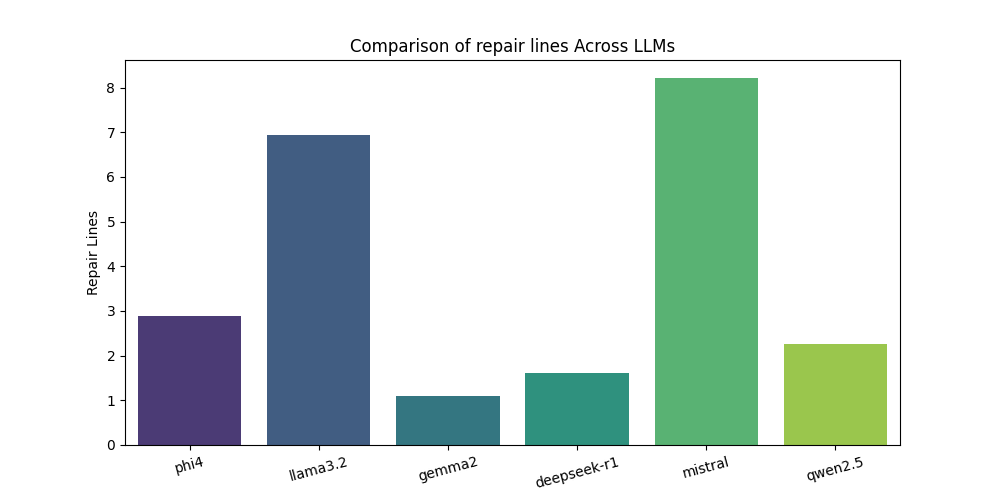 Comparison of repair lines Across LLMs
Repair Lines
8
7
6
5
4
3
2
1
0
phi4
llama3.2
gemma2
deepseek-r1
mistral
qwen2.5